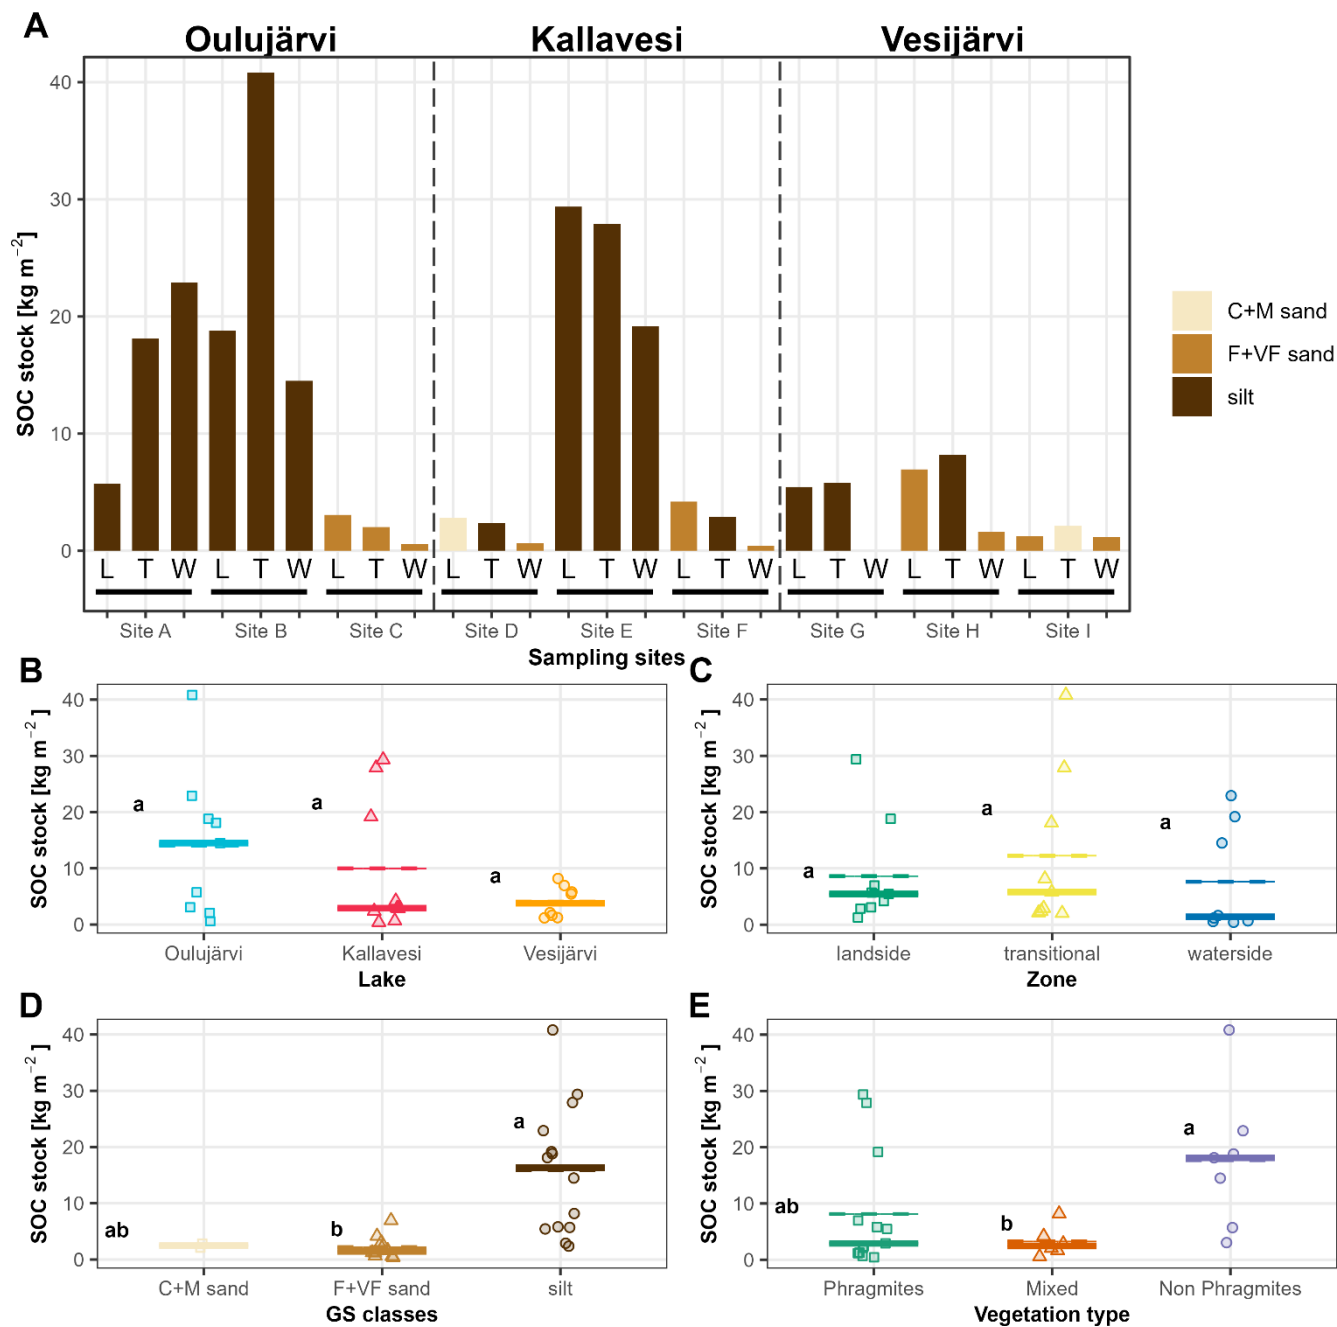 A
Oulujärvi Kallavesi Vesijärvi
SOC stock [kg m⁻²]
40
30
20
10
0
L T W L T W L T W L T W L T W L T W L T W L T W L T W
Site A Site B Site C Site D Site E Site F Site G Site H Site I
Sampling sites
C+M sand
F+VF sand
silt
B
SOC stock [kg m⁻²]
40
30
20
10
0
a a a
Oulujärvi Kallavesi Vesijärvi
Lake
C
SOC stock [kg m⁻²]
40
30
20
10
0
a a a
landside transitional waterside
Zone
D
SOC stock [kg m⁻²]
40
30
20
10
0
ab b a
C+M sand F+VF sand silt
GS classes
E
SOC stock [kg m⁻²]
40
30
20
10
0
ab b a
Phragmites Mixed Non Phragmites
Vegetation type